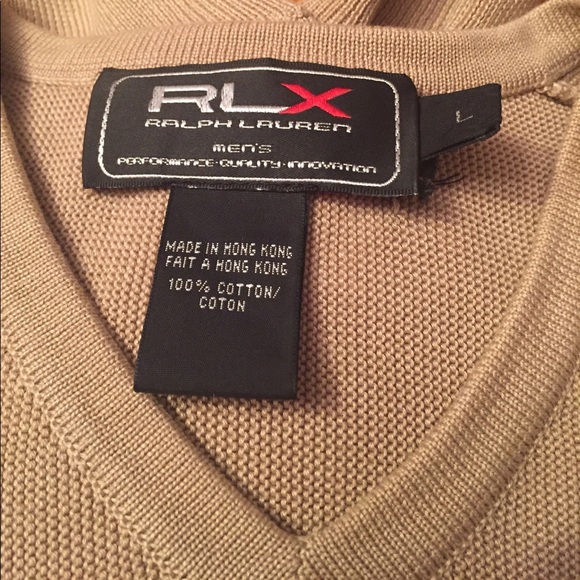 RLX
RALPH LAUREN
MEN'S
PERFORMANCE·QUALITY·INNOVATION
L
MADE IN HONG KONG
FAIT A HONG KONG
100% COTTON/
COTON